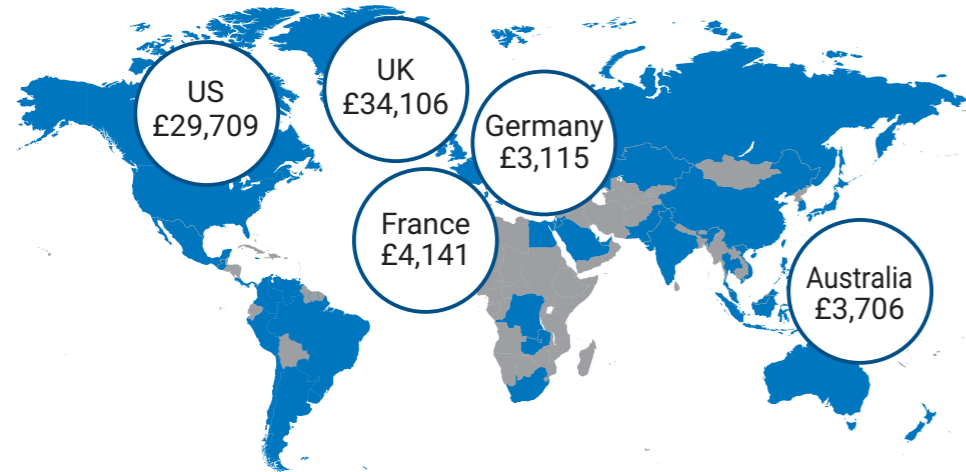 US
£29,709
UK
£34,106
Germany
£3,115
France
£4,141
Australia
£3,706